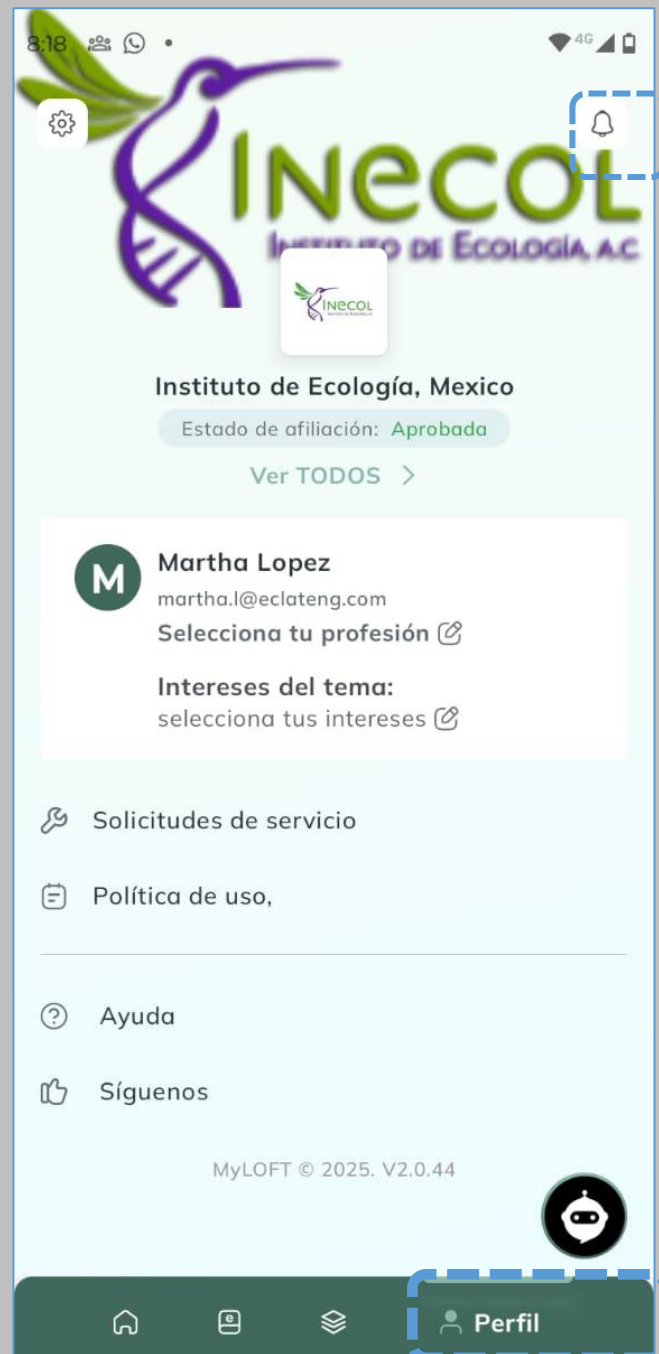 8:18
4G
INECOL
INSTITUTO DE ECOLOGÍA, A.C
INECOL
Instituto de Ecología, Mexico
Estado de afiliación: Aprobada
Ver TODOS >
M
Martha Lopez
martha.l@eclateng.com
Selecciona tu profesión
Intereses del tema:
selecciona tus intereses
Solicitudes de servicio
Política de uso,
Ayuda
Síguenos
MyLOFT © 2025. V2.0.44
e
Perfil